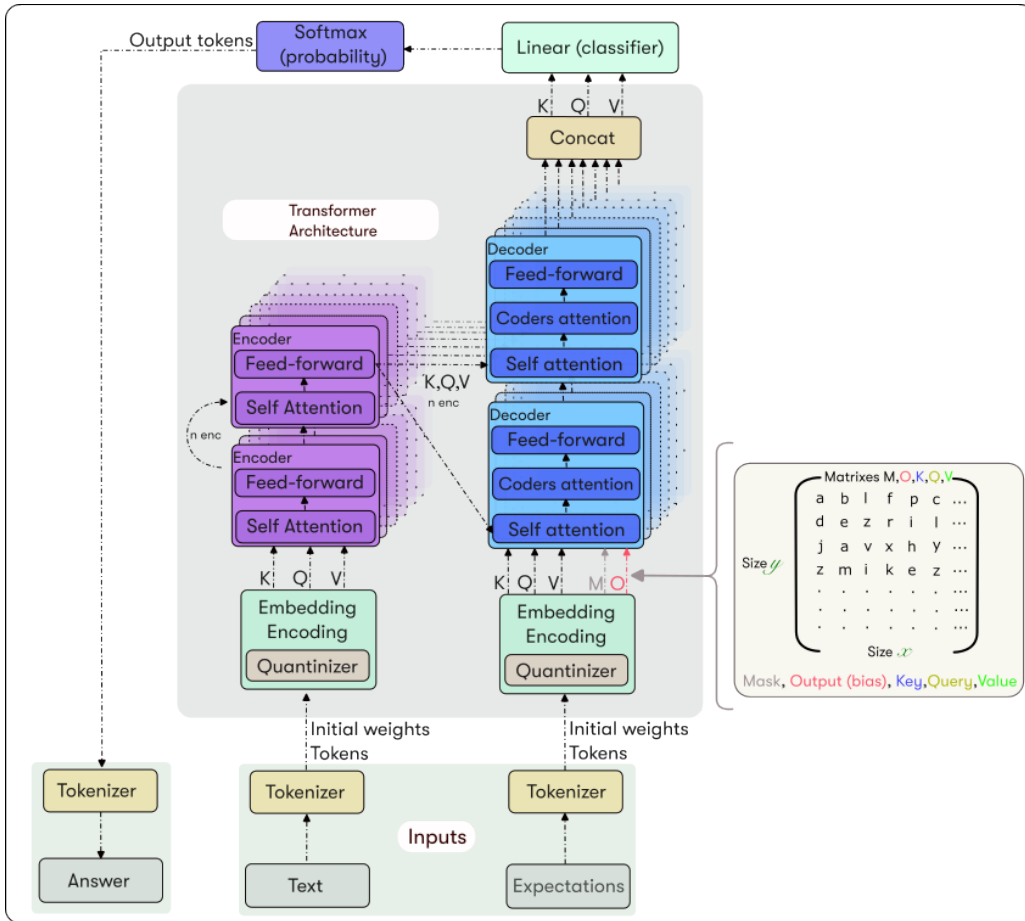 Output tokens
Softmax
(probability)
Linear (classifier)
K Q V
Concat
Transformer
Architecture
Decoder
Feed-forward
Coders attention
Self attention
Encoder
Feed-forward
Self Attention
K,Q,V
n enc
n enc
Decoder
Feed-forward
Coders attention
Self attention
Encoder
Feed-forward
Self Attention
K Q V
K Q V M O
Embedding
Encoding
Quantinizer
Embedding
Encoding
Quantinizer
Matrixes M,O,K,Q,V
a b l f p c ...
d e z r i l ...
j a v x h y ...
z m i k e z ...
. . . . . . ...
. . . . . . ...
. . . . . . ...
Size y
Size x
Mask, Output (bias), Key,Query,Value
Initial weights
Tokens
Initial weights
Tokens
Tokenizer
Tokenizer
Tokenizer
Inputs
Answer
Text
Expectations